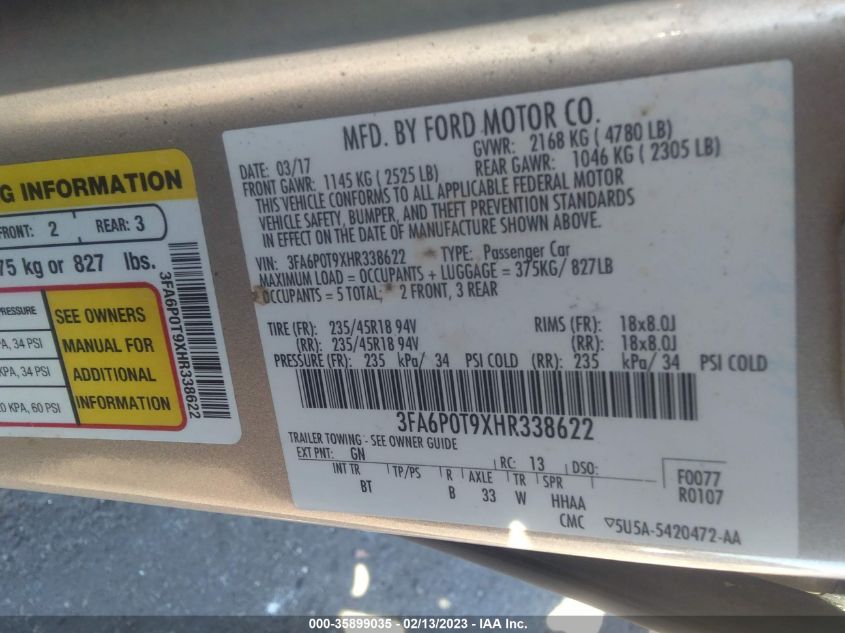 MFD. BY FORD MOTOR CO.
DATE: 03/17
GVWR: 2168 KG ( 4780 LB)
FRONT GAWR: 1145 KG ( 2525 LB)
REAR GAWR: 1046 KG ( 2305 LB)
THIS VEHICLE CONFORMS TO ALL APPLICABLE FEDERAL MOTOR
VEHICLE SAFETY, BUMPER, AND THEFT PREVENTION STANDARDS
IN EFFECT ON THE DATE OF MANUFACTURE SHOWN ABOVE.
VIN: 3FA6P0T9XHR338622 TYPE: Passenger Car
MAXIMUM LOAD = OCCUPANTS + LUGGAGE = 375KG/ 827LB
OCCUPANTS = 5 TOTAL; 2 FRONT, 3 REAR
TIRE (FR): 235/45R18 94V RIMS (FR): 18x8.0J
(RR): 235/45R18 94V (RR): 18x8.0J
PRESSURE (FR): 235 kPa/ 34 PSI COLD (RR): 235 kPa/ 34 PSI COLD
3FA6P0T9XHR338622
TRAILER TOWING - SEE OWNER GUIDE
EXT PNT: GN RC: 13 DSO:
INT TR TP/PS R AXLE TR SPR
BT B 33 W HHAA
CMC
F0077
R0107
▽5U5A-5420472-AA
G INFORMATION
FRONT: 2 REAR: 3
75 kg or 827 lbs.
PRESSURE
PA, 34 PSI
KPA, 34 PSI
0 KPA, 60 PSI
SEE OWNERS
MANUAL FOR
ADDITIONAL
INFORMATION
3FA6P0T9XHR338622
000-35899035 - 02/13/2023 - IAA Inc.